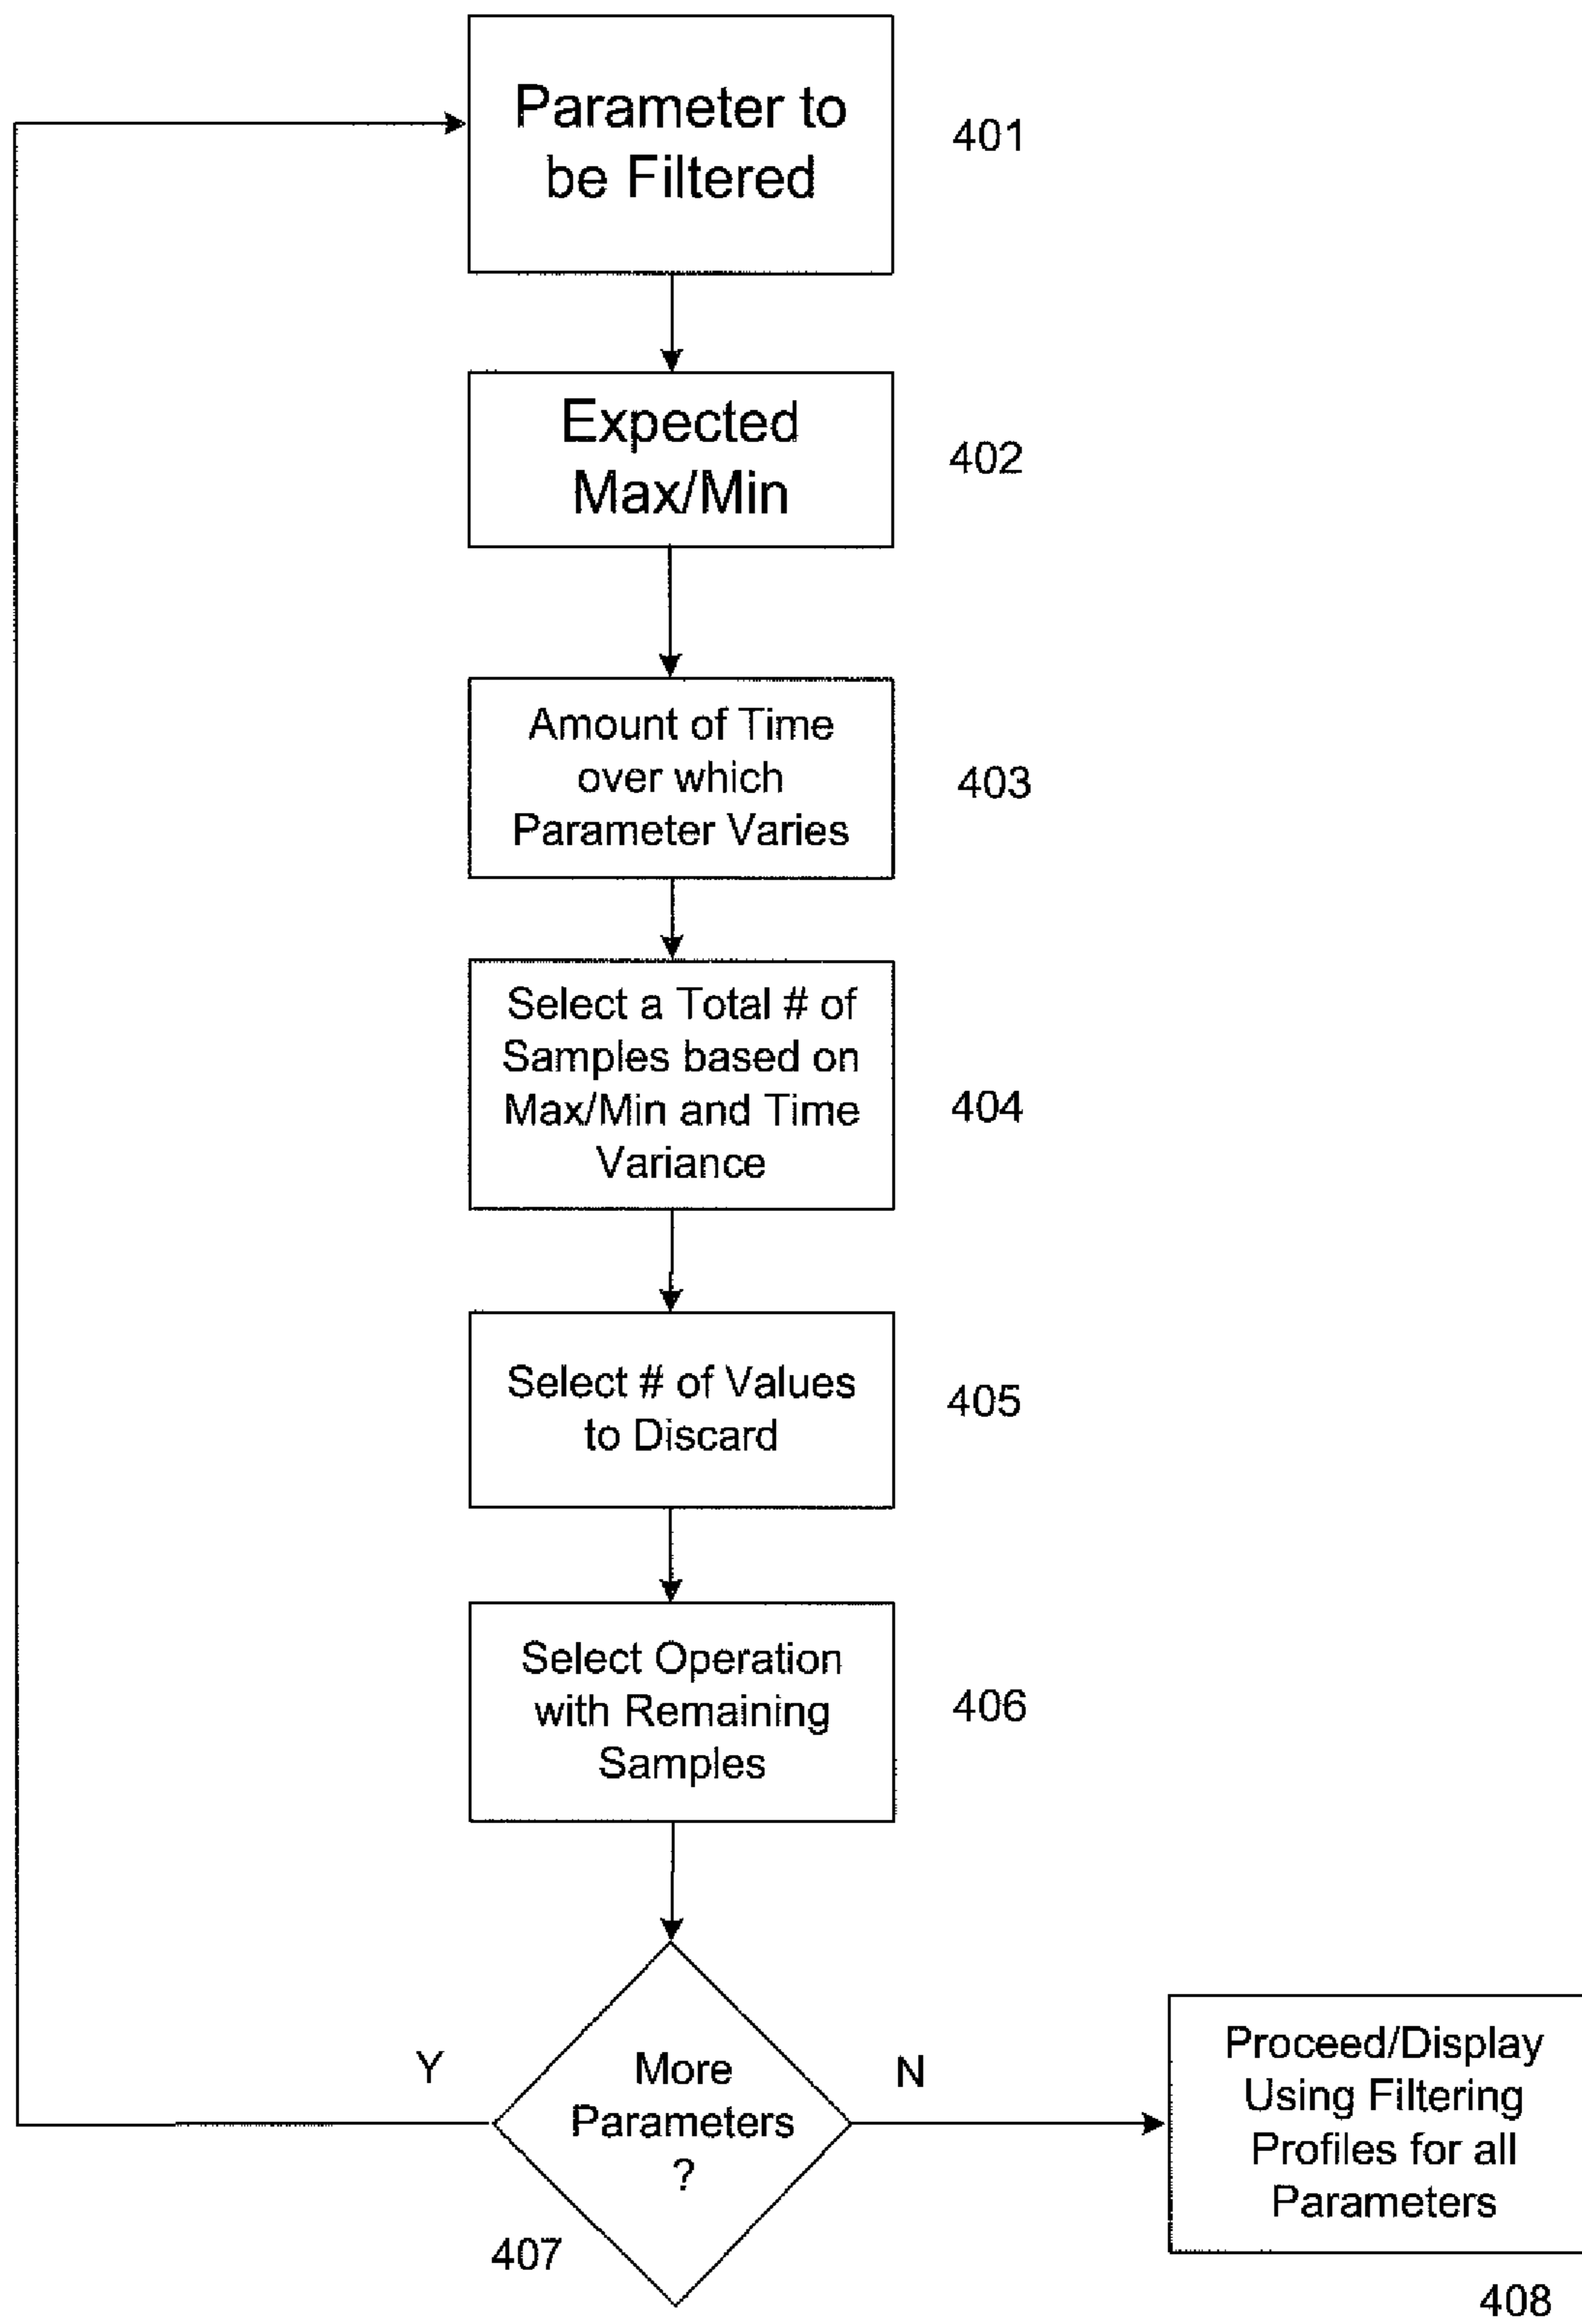 Parameter to
be Filtered
401
Expected
Max/Min
402
Amount of Time
over which
Parameter Varies
403
Select a Total # of
Samples based on
Max/Min and Time
Variance
404
Select # of Values
to Discard
405
Select Operation
with Remaining
Samples
406
More
Parameters
?
Y
N
407
Proceed/Display
Using Filtering
Profiles for all
Parameters
408